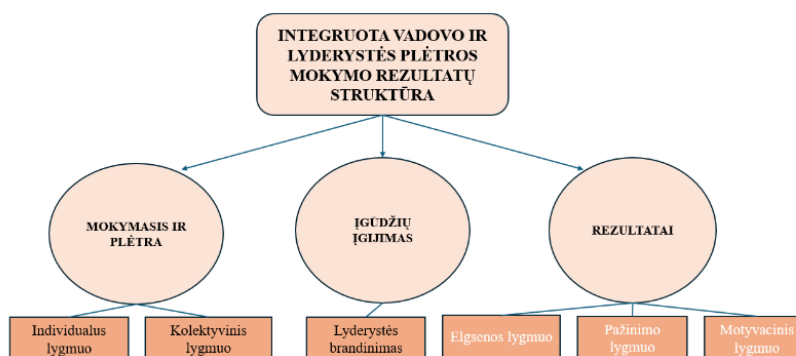 INTEGRUOTA VADOVO IR
LYDERYSTĖS PLĖTROS
MOKYMO REZULTATŲ
STRUKTŪRA
MOKYMASIS IR
PLĖTRA
ĮGŪDŽIŲ
ĮGIJIMAS
REZULTATAI
Individualus
lygmuo
Kolektyvinis
lygmuo
Lyderystės
brandinimas
Elgsenos lygmuo
Pažinimo
lygmuo
Motyvacinis
lygmuo